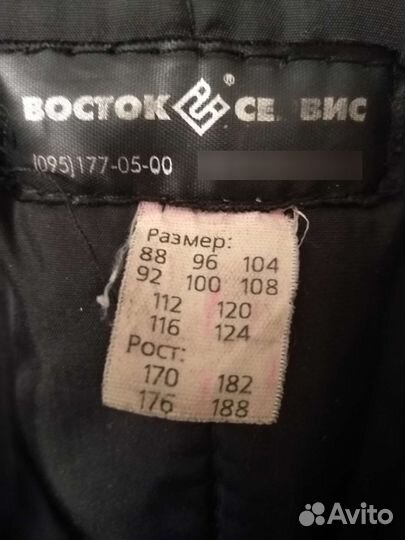 ВОСТОК СЕ ВИС
(095)177-05-00
Размер:
88 96 104
92 100 108
112 120
116 124
Рост:
170 182
176 188
Avito